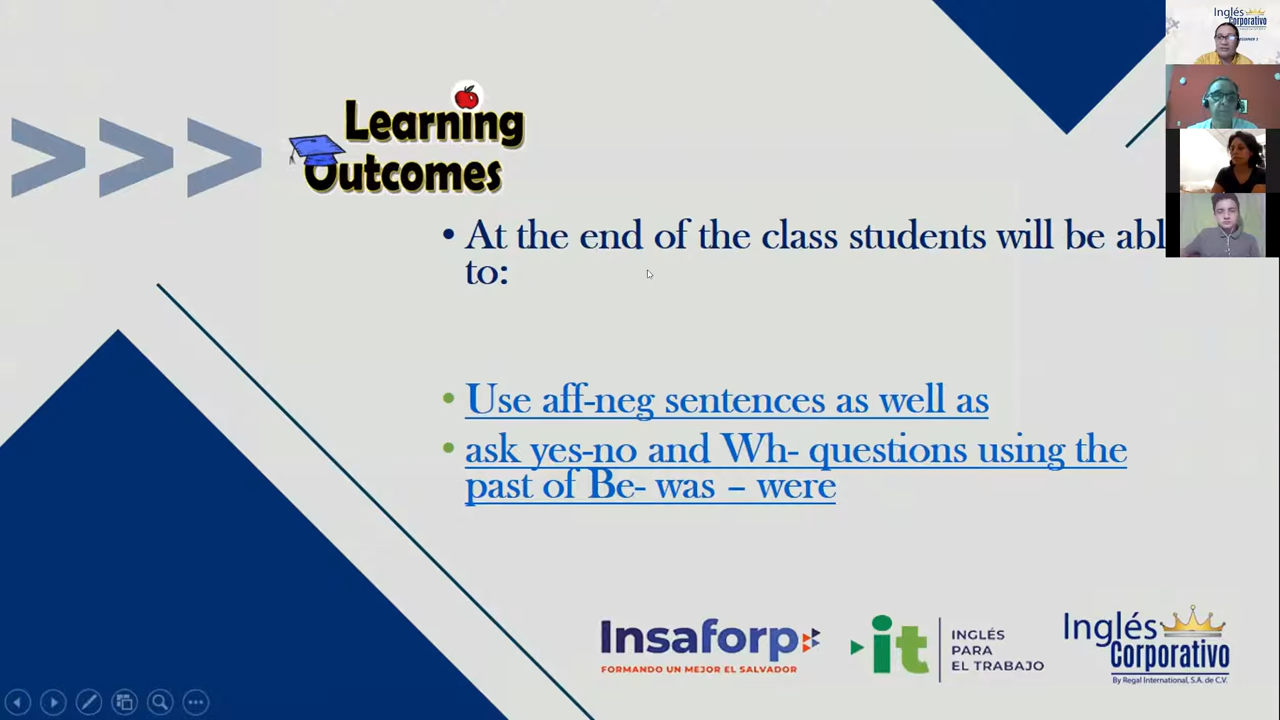 Inglés
Corporativo
Learning
Outcomes
• At the end of the class students will be abl
to:
• Use aff-neg sentences as well as
• ask yes-no and Wh- questions using the
past of Be- was – were
Insaforp
FORMANDO UN MEJOR EL SALVADOR
it
INGLÉS
PARA
EL TRABAJO
Inglés
Corporativo
By Regal International, S.A. de C.V.